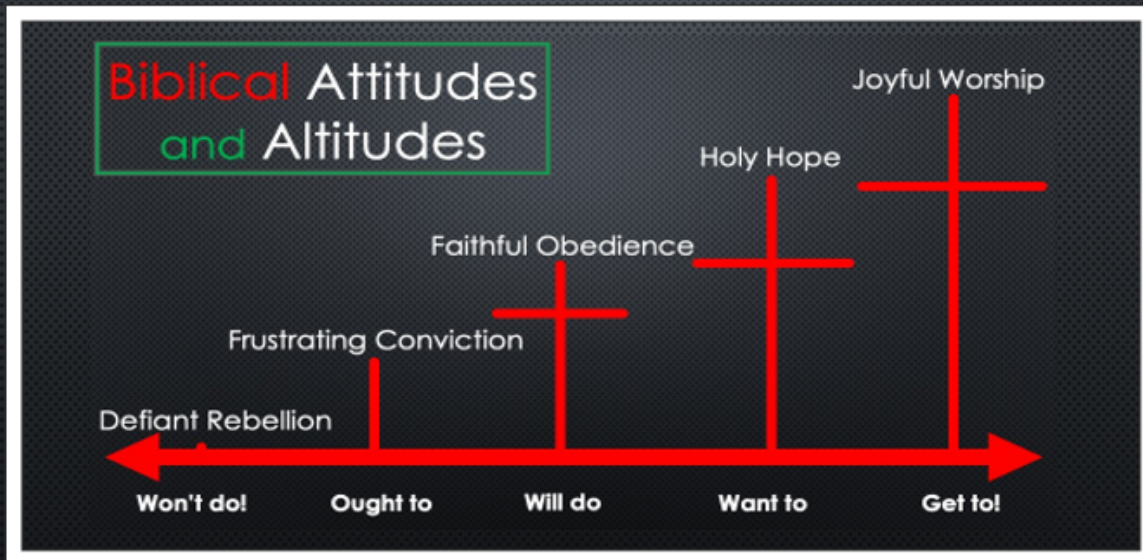 Biblical Attitudes
and Altitudes
Joyful Worship
Holy Hope
Faithful Obedience
Frustrating Conviction
Defiant Rebellion
Won't do!
Ought to
Will do
Want to
Get to!